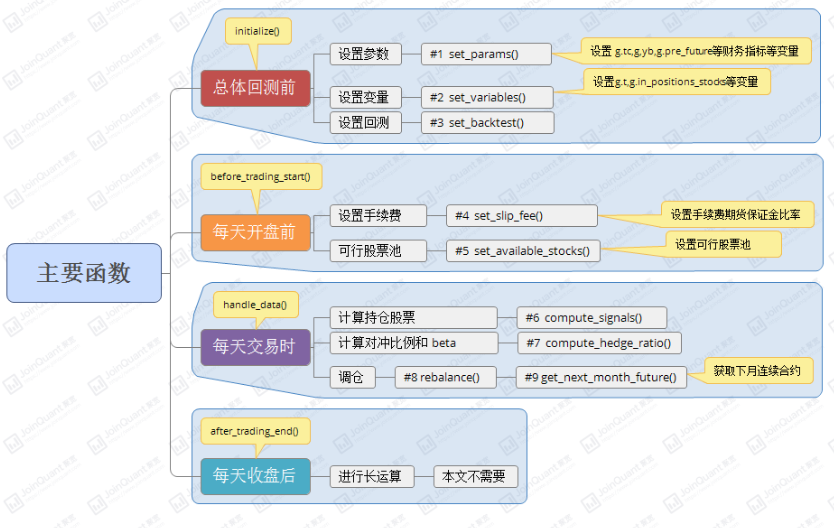 initialize()
总体回测前
设置参数
#1 set_params()
设置 g.tc,g.yb,g.pre_future等财务指标等变量
设置变量
#2 set_variables()
设置g.t,g.in_positions_stocks等变量
设置回测
#3 set_backtest()
before_trading_start()
每天开盘前
设置手续费
#4 set_slip_fee()
设置手续费期货保证金比率
可行股票池
#5 set_available_stocks()
设置可行股票池
主要函数
handle_data()
每天交易时
计算持仓股票
#6 compute_signals()
计算对冲比例和 beta
#7 compute_hedge_ratio()
调仓
#8 rebalance()
#9 get_next_month_future()
获取下月连续合约
after_trading_end()
每天收盘后
进行长运算
本文不需要
JoinQuant 聚宽